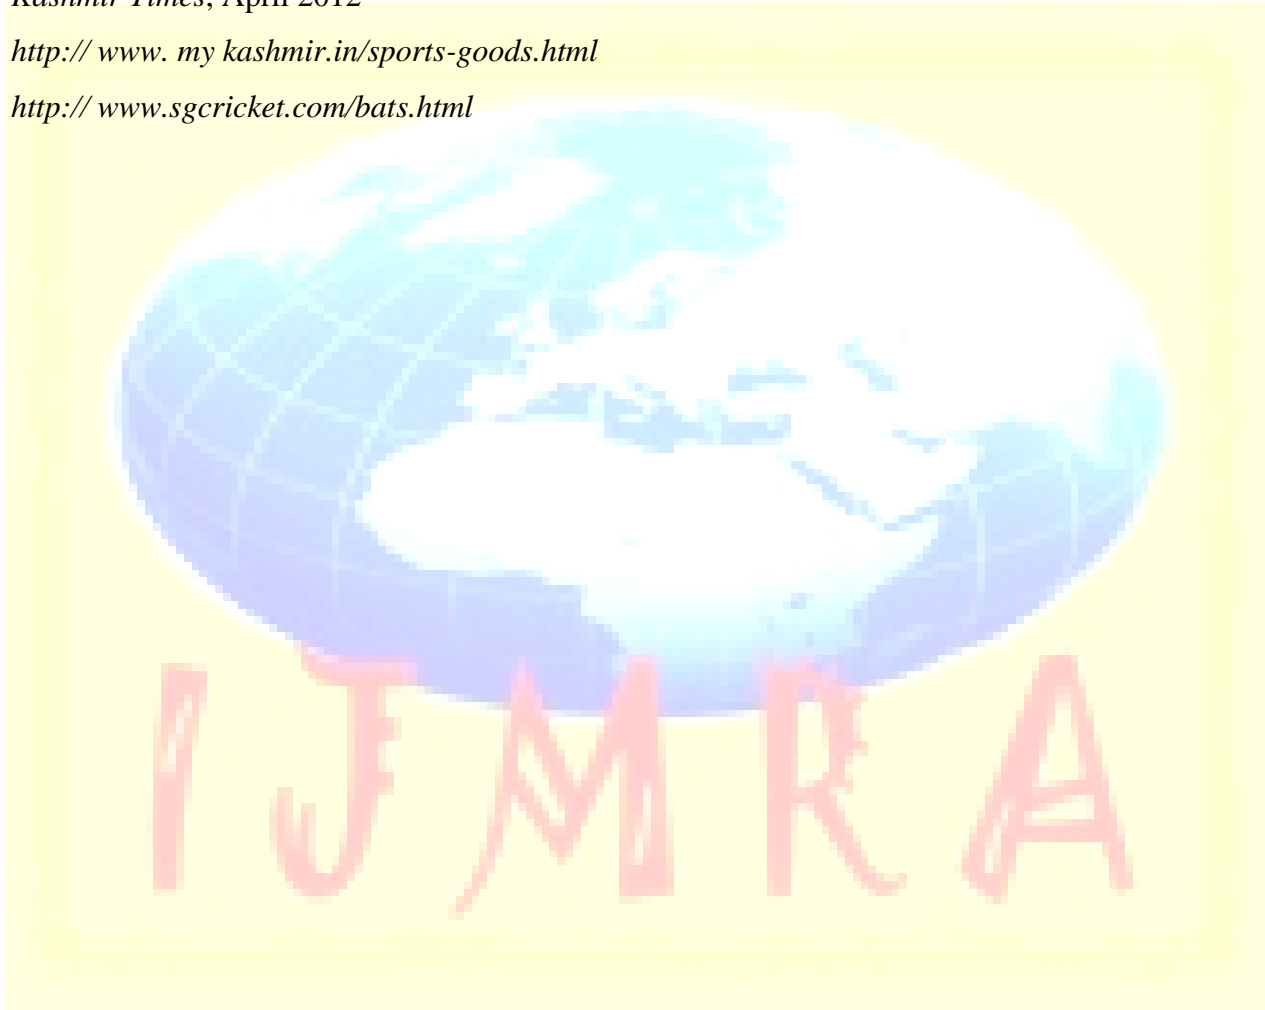 Kashmir Times, April 2012
http:// www. my kashmir.in/sports-goods.html
http:// www.sgcricket.com/bats.html
IJMRA